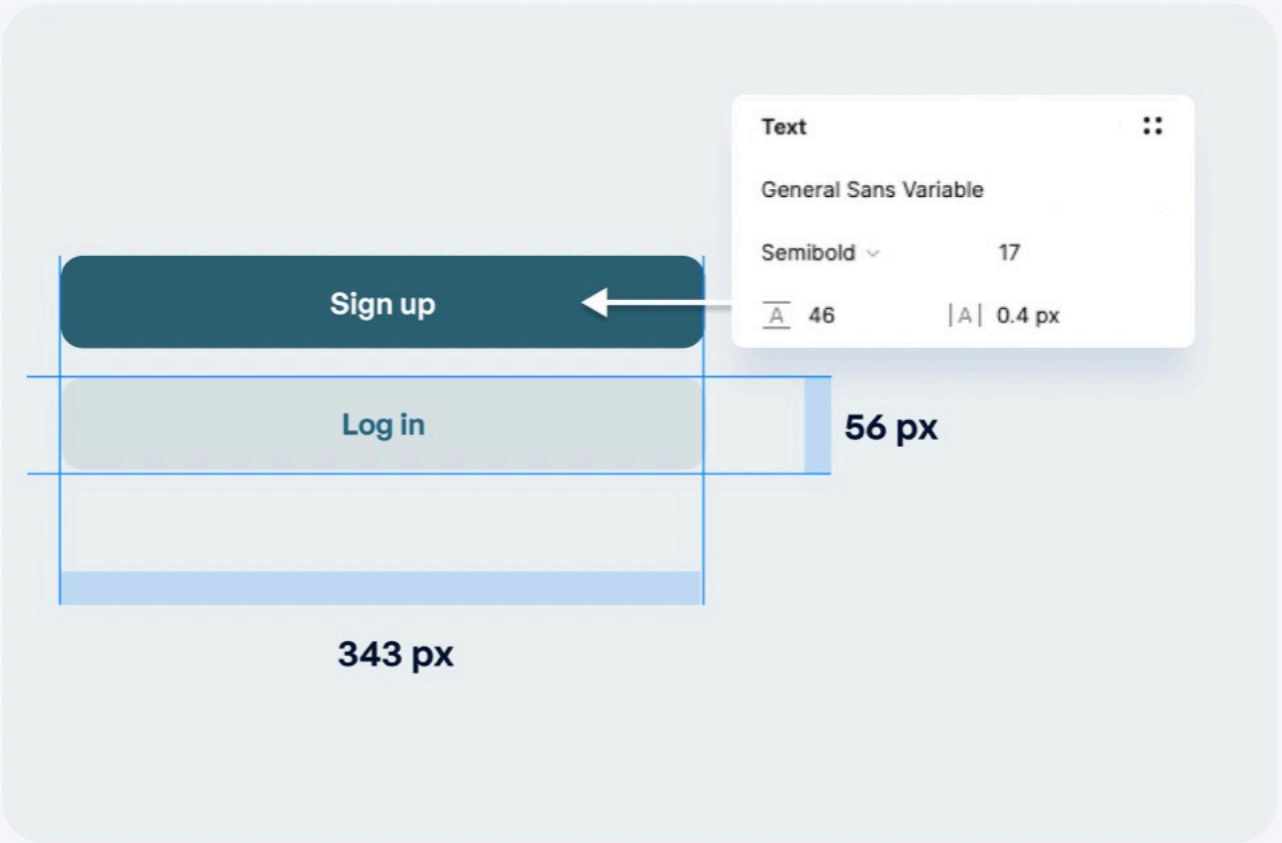 Text
General Sans Variable
Semibold 17
A 46 |A| 0.4 px
Sign up
Log in
56 px
343 px